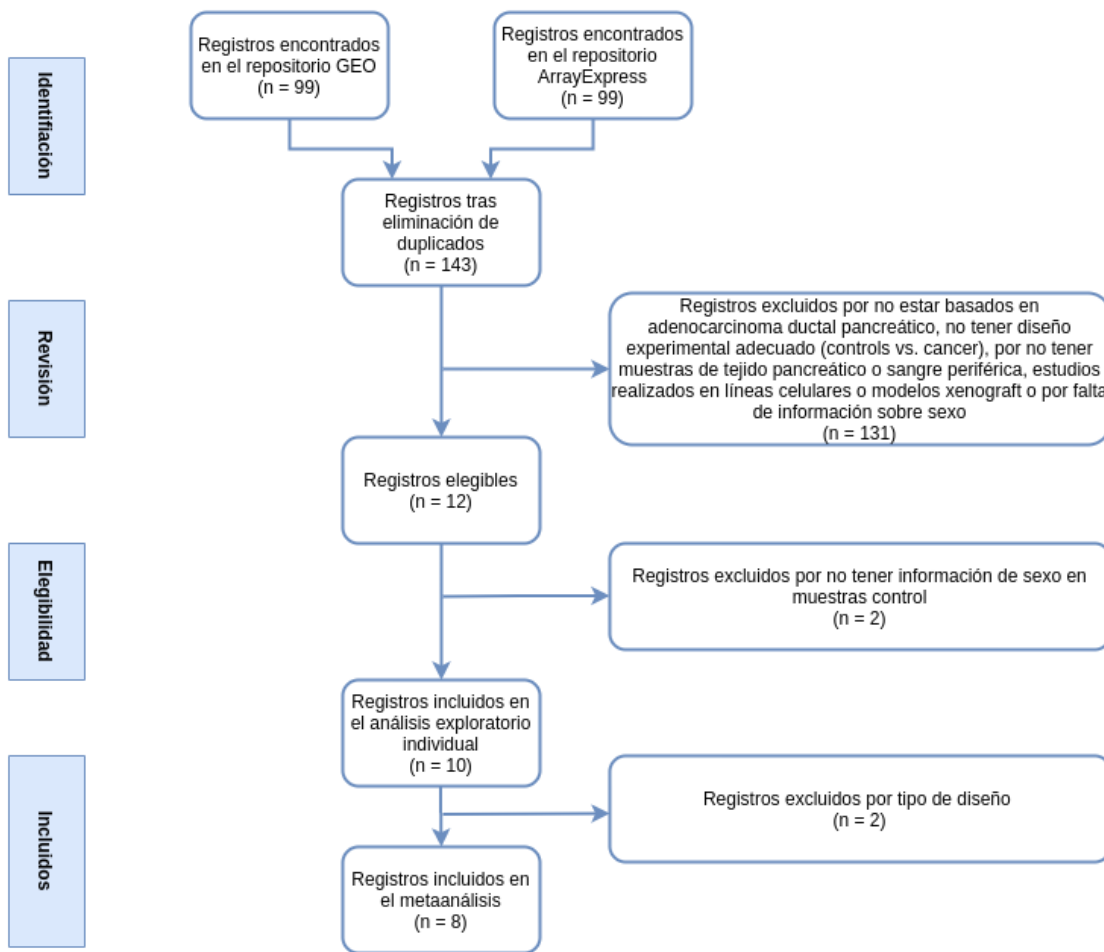 Identifiación
Registros encontrados
en el repositorio GEO
(n = 99)
Registros encontrados
en el repositorio
ArrayExpress
(n = 99)
Registros tras
eliminación de
duplicados
(n = 143)
Revisión
Registros excluidos por no estar basados en
adenocarcinoma ductal pancreático, no tener diseño
experimental adecuado (controls vs. cancer), por no tener
muestras de tejido pancreático o sangre periférica, estudios
realizados en líneas celulares o modelos xenograft o por falta
de información sobre sexo
(n = 131)
Registros elegibles
(n = 12)
Elegibilidad
Registros excluidos por no tener información de sexo en
muestras control
(n = 2)
Registros incluidos en
el análisis exploratorio
individual
(n = 10)
Incluidos
Registros excluidos por tipo de diseño
(n = 2)
Registros incluidos en
el metaanálisis
(n = 8)